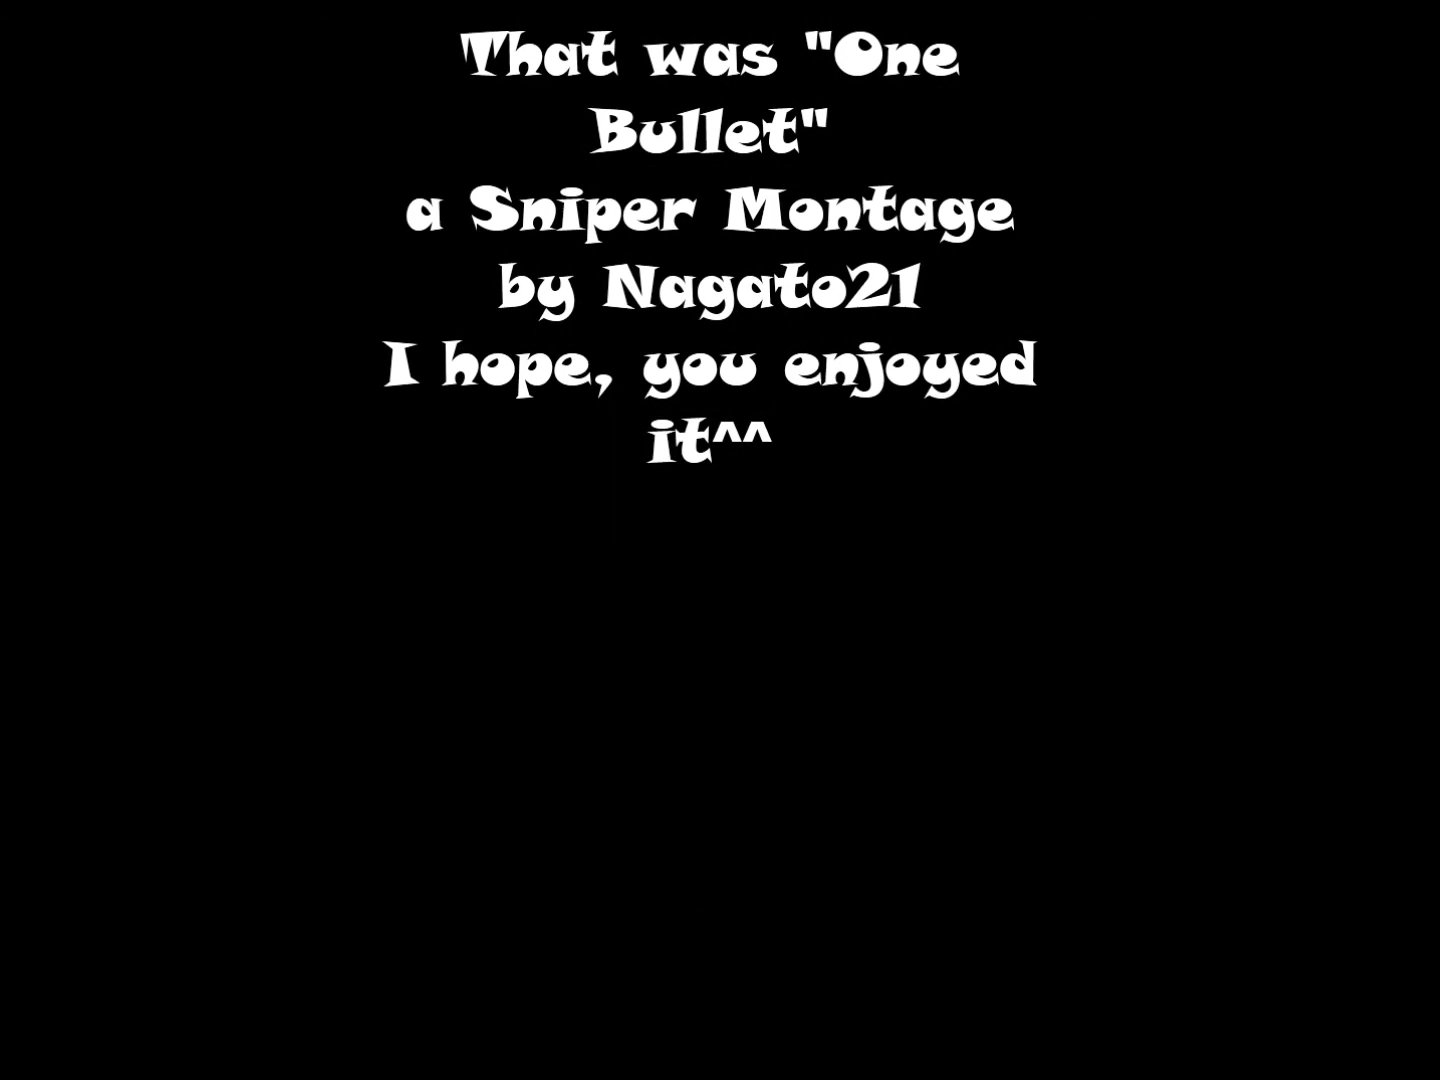 That was "One
Bullet"
a Sniper Montage
by Nagato21
I hope, you enjoyed
it^^